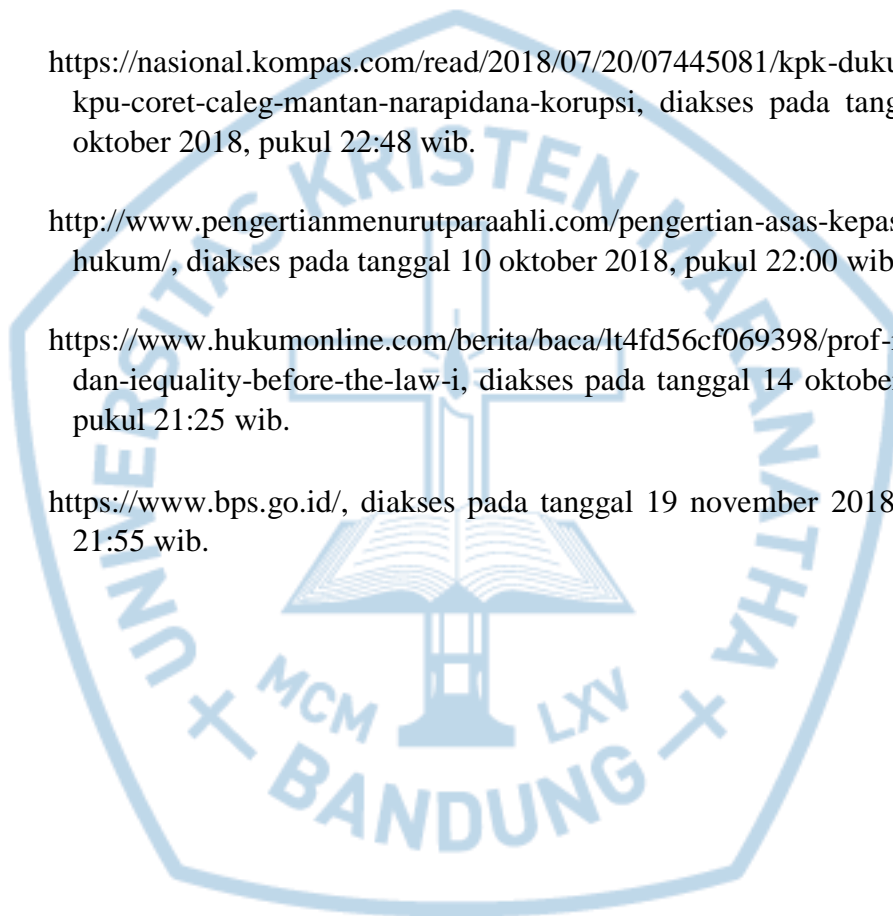 https://nasional.kompas.com/read/2018/07/20/07445081/kpk-duku
kpu-coret-caleg-mantan-narapidana-korupsi, diakses pada tang
oktober 2018, pukul 22:48 wib.
http://www.pengertianmenurutparaahli.com/pengertian-asas-kepas
hukum/, diakses pada tanggal 10 oktober 2018, pukul 22:00 wib
https://www.hukumonline.com/berita/baca/lt4fd56cf069398/prof-
dan-iequality-before-the-law-i, diakses pada tanggal 14 oktober
pukul 21:25 wib.
https://www.bps.go.id/, diakses pada tanggal 19 november 2018
21:55 wib.
UNIVERSITAS KRISTEN MARANATHA
MCM LXV
BANDUNG